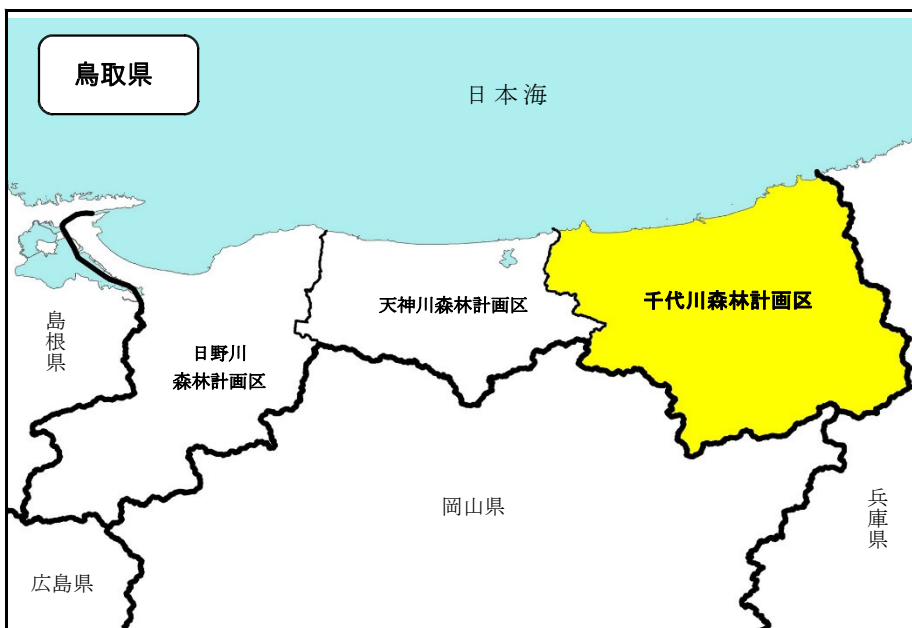 鳥取県
日本海
千代川森林計画区
天神川森林計画区
日野川
森林計画区
島根県
岡山県
兵庫県
広島県